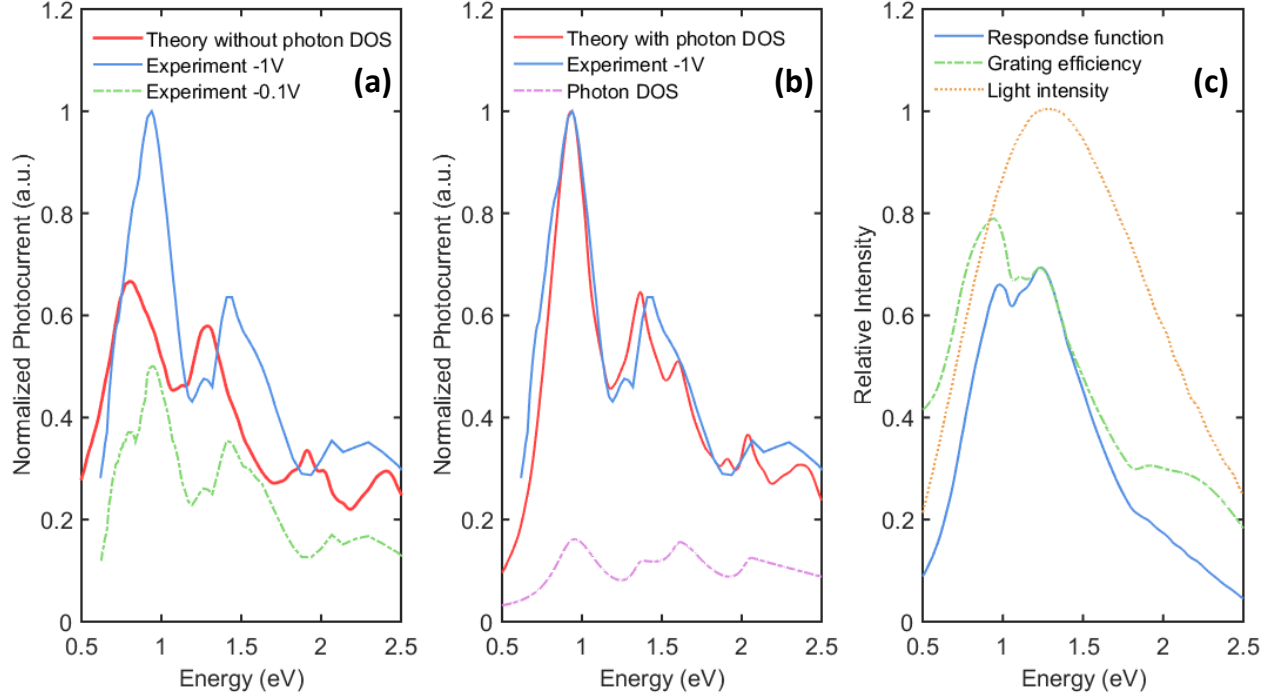 1.2
1
0.8
0.6
0.4
0.2
0
0.5
1
1.5
2
2.5
Normalized Photocurrent (a.u.)
Energy (eV)
Theory without photon DOS
Experiment -1V
Experiment -0.1V
(a)
1.2
1
0.8
0.6
0.4
0.2
0
0.5
1
1.5
2
2.5
Normalized Photocurrent (a.u.)
Energy (eV)
Theory with photon DOS
Experiment -1V
Photon DOS
(b)
1.2
1
0.8
0.6
0.4
0.2
0
0.5
1
1.5
2
2.5
Relative Intensity
Energy (eV)
Respondse function
Grating efficiency
Light intensity
(c)